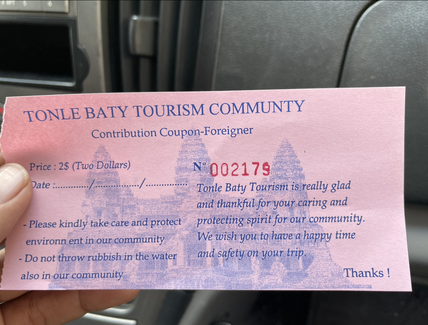 TONLE BATY TOURISM COMMUNTY
Contribution Coupon-Foreigner
Price : 2$ (Two Dollars)
Date :............/................/...............
- Please kindly take care and protect
environn ent in our community
- Do not throw rubbish in the water
also in our community
N° 002179
Tonle Baty Tourism is really glad
and thankful for your caring and
protecting spirit for our community.
We wish you to have a happy time
and safety on your trip.
Thanks !